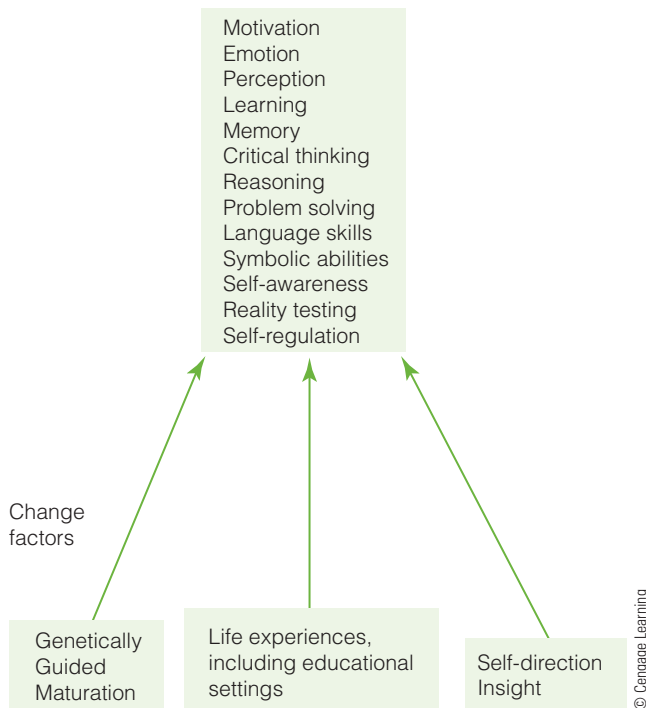 Motivation
Emotion
Perception
Learning
Memory
Critical thinking
Reasoning
Problem solving
Language skills
Symbolic abilities
Self-awareness
Reality testing
Self-regulation
Change
factors
Genetically
Guided
Maturation
Life experiences,
including educational
settings
Self-direction
Insight
© Cengage Learning